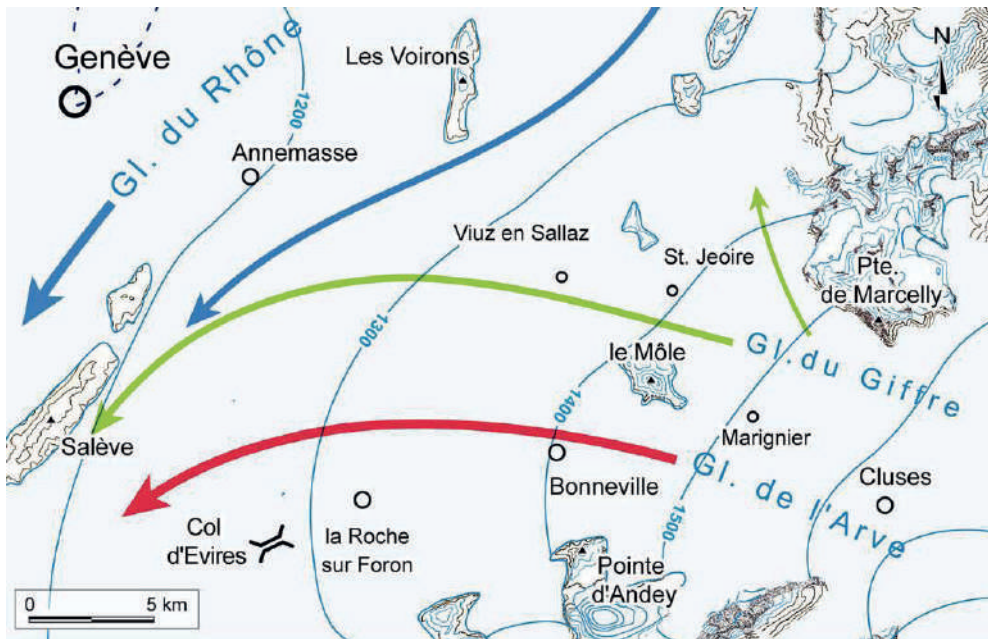 Genève
Gl. du Rhône
Les Voirons
N
1200
Annemasse
Viuz en Sallaz
St. Jeoire
Pte.
de Marcelly
1300
le Môle
Gl. du Giffre
1400
Salève
Marignier
Bonneville
Gl. de l'Arve
Cluses
1500
Col
d'Evires
la Roche
sur Foron
Pointe
d'Andey
0 5 km